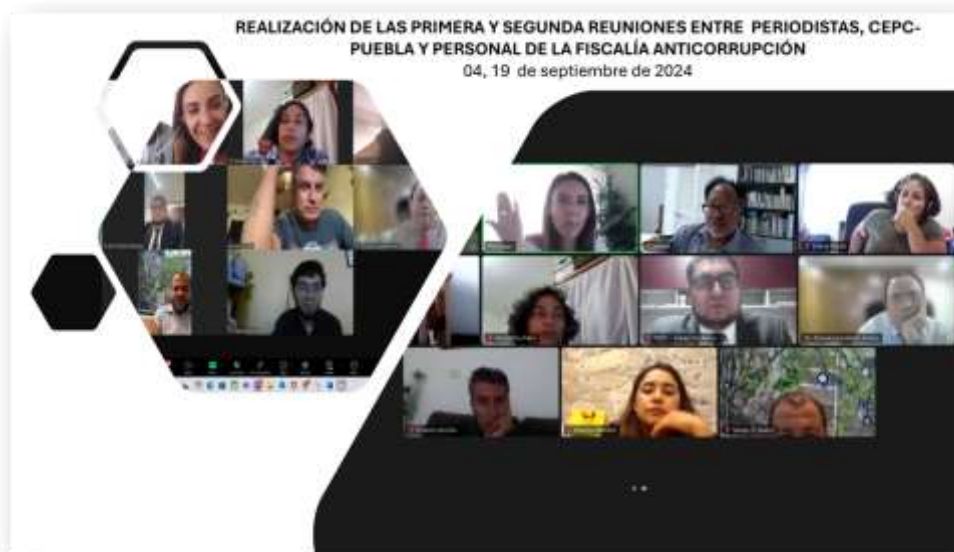 REALIZACIÓN DE LAS PRIMERA Y SEGUNDA REUNIONES ENTRE PERIODISTAS, CEPC-
PUEBLA Y PERSONAL DE LA FISCALÍA ANTICORRUPCIÓN
04, 19 de septiembre de 2024